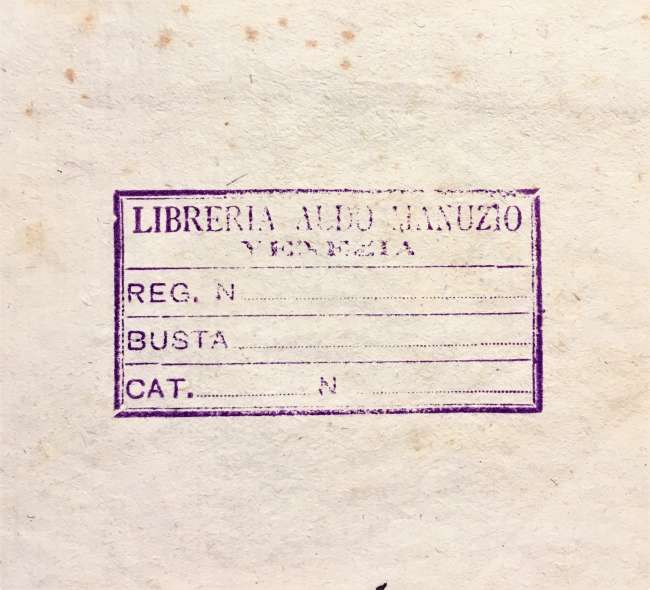 LIBRERIA ALDO MANUZIO
VENEZIA
REG. N
BUSTA
CAT. N